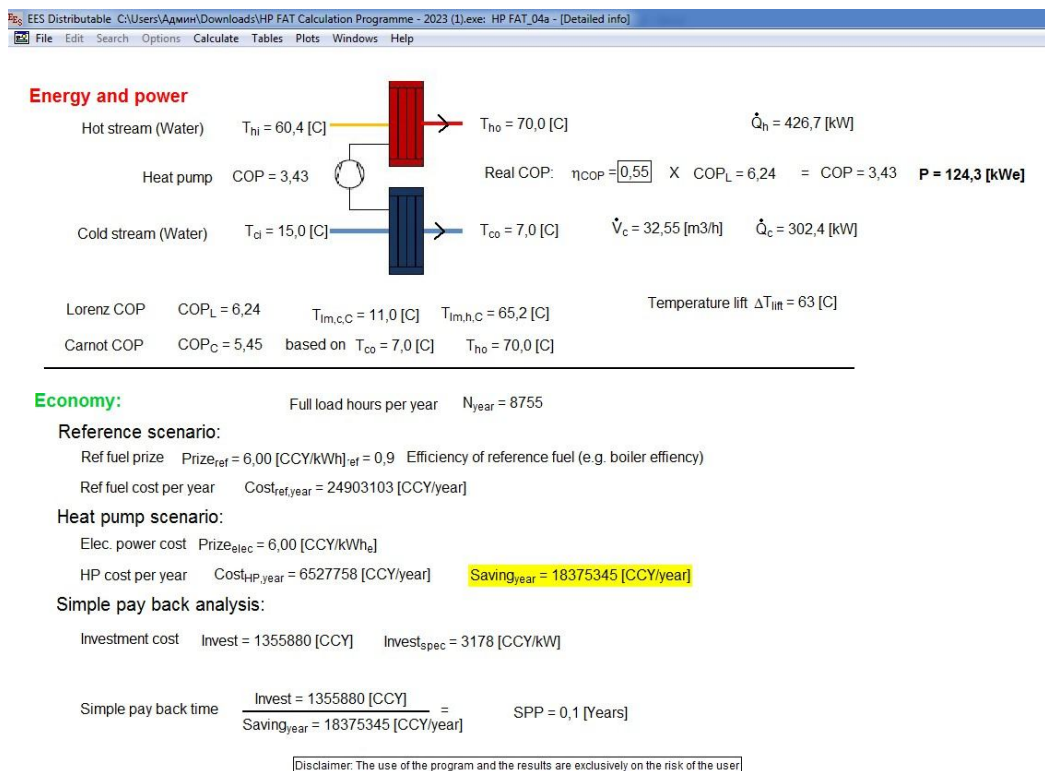 EES Distributable C:\Users\Админ\Downloads\HP FAT Calculation Programme - 2023 (1).exe: HP FAT_04a - [Detailed info]
File Edit Search Options Calculate Tables Plots Windows Help
Energy and power
Hot stream (Water) Thi = 60,4 [C] Tho = 70,0 [C] Q̇h = 426,7 [kW]
Heat pump COP = 3,43 Real COP: ηCOP = 0,55 X COPL = 6,24 = COP = 3,43 P = 124,3 [kWe]
Cold stream (Water) Tci = 15,0 [C] Tco = 7,0 [C] V̇c = 32,55 [m3/h] Q̇c = 302,4 [kW]
Lorenz COP COPL = 6,24 Tlm,c,C = 11,0 [C] Tlm,h,C = 65,2 [C] Temperature lift ΔTlift = 63 [C]
Carnot COP COPC = 5,45 based on Tco = 7,0 [C] Tho = 70,0 [C]
Economy: Full load hours per year Nyear = 8755
Reference scenario:
Ref fuel prize Prizeref = 6,00 [CCY/kWh] ref = 0,9 Efficiency of reference fuel (e.g. boiler effiency)
Ref fuel cost per year Costref,year = 24903103 [CCY/year]
Heat pump scenario:
Elec. power cost Prizeelec = 6,00 [CCY/kWhe]
HP cost per year CostHP,year = 6527758 [CCY/year] Savingyear = 18375345 [CCY/year]
Simple pay back analysis:
Investment cost Invest = 1355880 [CCY] Investspec = 3178 [CCY/kW]
Invest = 1355880 [CCY]
Simple pay back time = SPP = 0,1 [Years]
Savingyear = 18375345 [CCY/year]
Disclaimer: The use of the program and the results are exclusively on the risk of the user